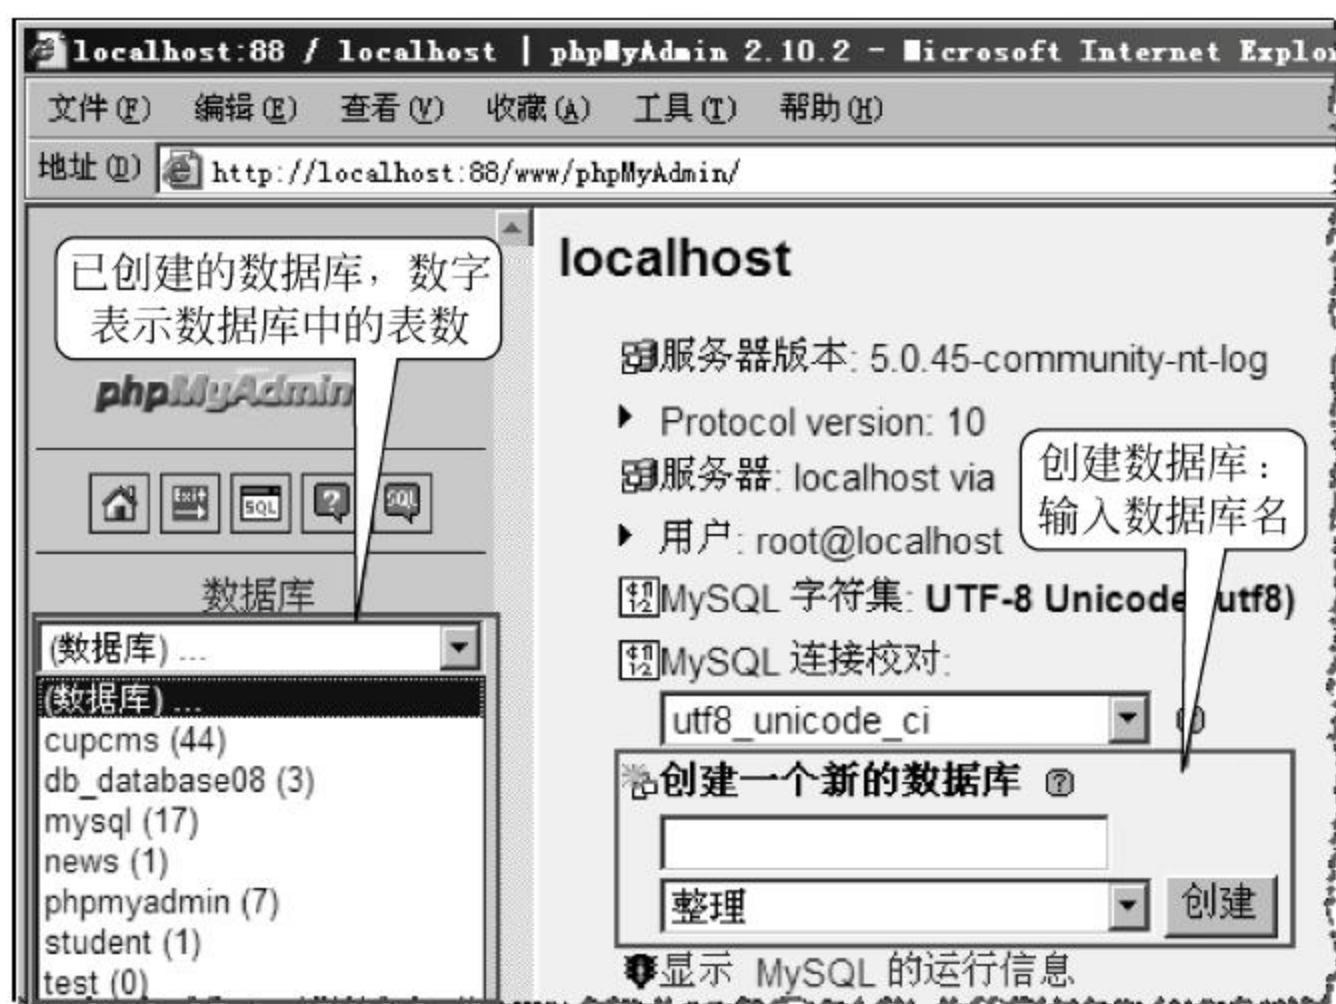 localhost:88 / localhost | phpMyAdmin 2.10.2 - Microsoft Internet Explo
文件(F) 编辑(E) 查看(V) 收藏(A) 工具(T) 帮助(H)
地址(D) http://localhost:88/www/phpMyAdmin/
已创建的数据库，数字
表示数据库中的表数
phpMyAdmin
Exit SQL ? SQL
数据库
(数据库) ...
(数据库) ...
cupcms (44)
db_database08 (3)
mysql (17)
news (1)
phpmyadmin (7)
student (1)
test (0)
localhost
服务器版本: 5.0.45-community-nt-log
Protocol version: 10
服务器: localhost via
用户: root@localhost
创建数据库：
输入数据库名
MySQL 字符集: UTF-8 Unicode utf8)
MySQL 连接校对:
utf8_unicode_ci
创建一个新的数据库 ?
整理
创建
显示 MySQL 的运行信息